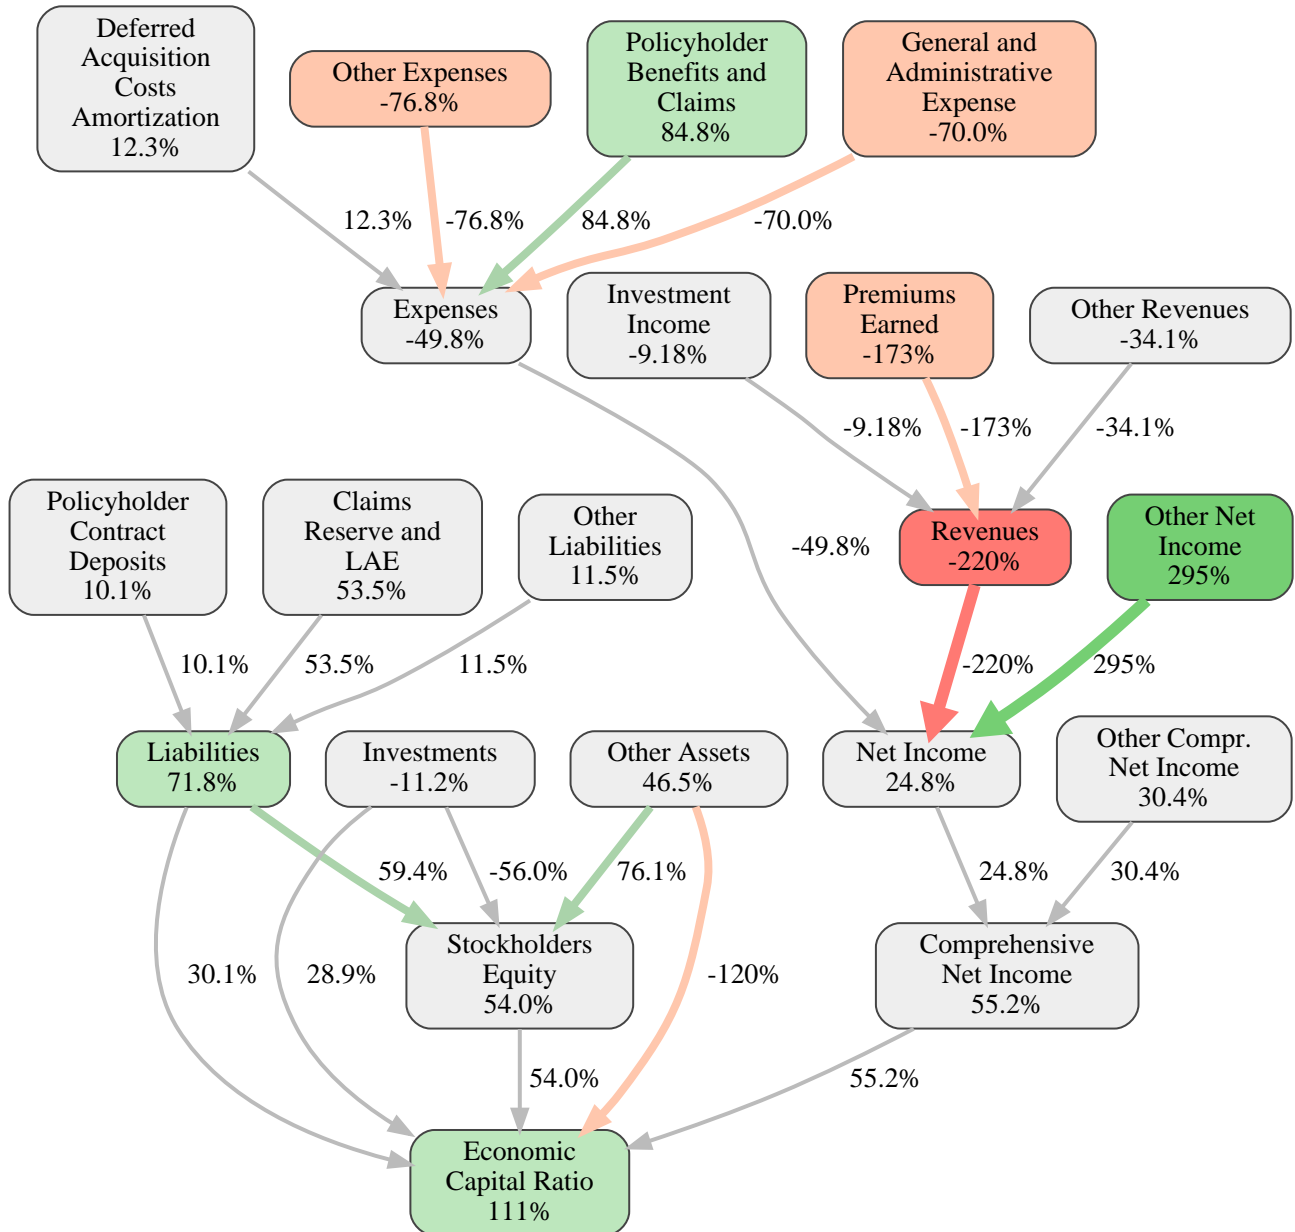 Deferred
Acquisition
Costs
Amortization
12.3%
Other Expenses
-76.8%
Policyholder
Benefits and
Claims
84.8%
General and
Administrative
Expense
-70.0%
12.3%
-76.8%
84.8%
-70.0%
Expenses
-49.8%
Investment
Income
-9.18%
Premiums
Earned
-173%
Other Revenues
-34.1%
-9.18%
-173%
-34.1%
Policyholder
Contract
Deposits
10.1%
Claims
Reserve and
LAE
53.5%
Other
Liabilities
11.5%
-49.8%
Revenues
-220%
Other Net
Income
295%
10.1%
53.5%
11.5%
-220%
295%
Liabilities
71.8%
Investments
-11.2%
Other Assets
46.5%
Net Income
24.8%
Other Compr.
Net Income
30.4%
59.4%
-56.0%
76.1%
24.8%
30.4%
30.1%
28.9%
Stockholders
Equity
54.0%
-120%
Comprehensive
Net Income
55.2%
54.0%
55.2%
Economic
Capital Ratio
111%